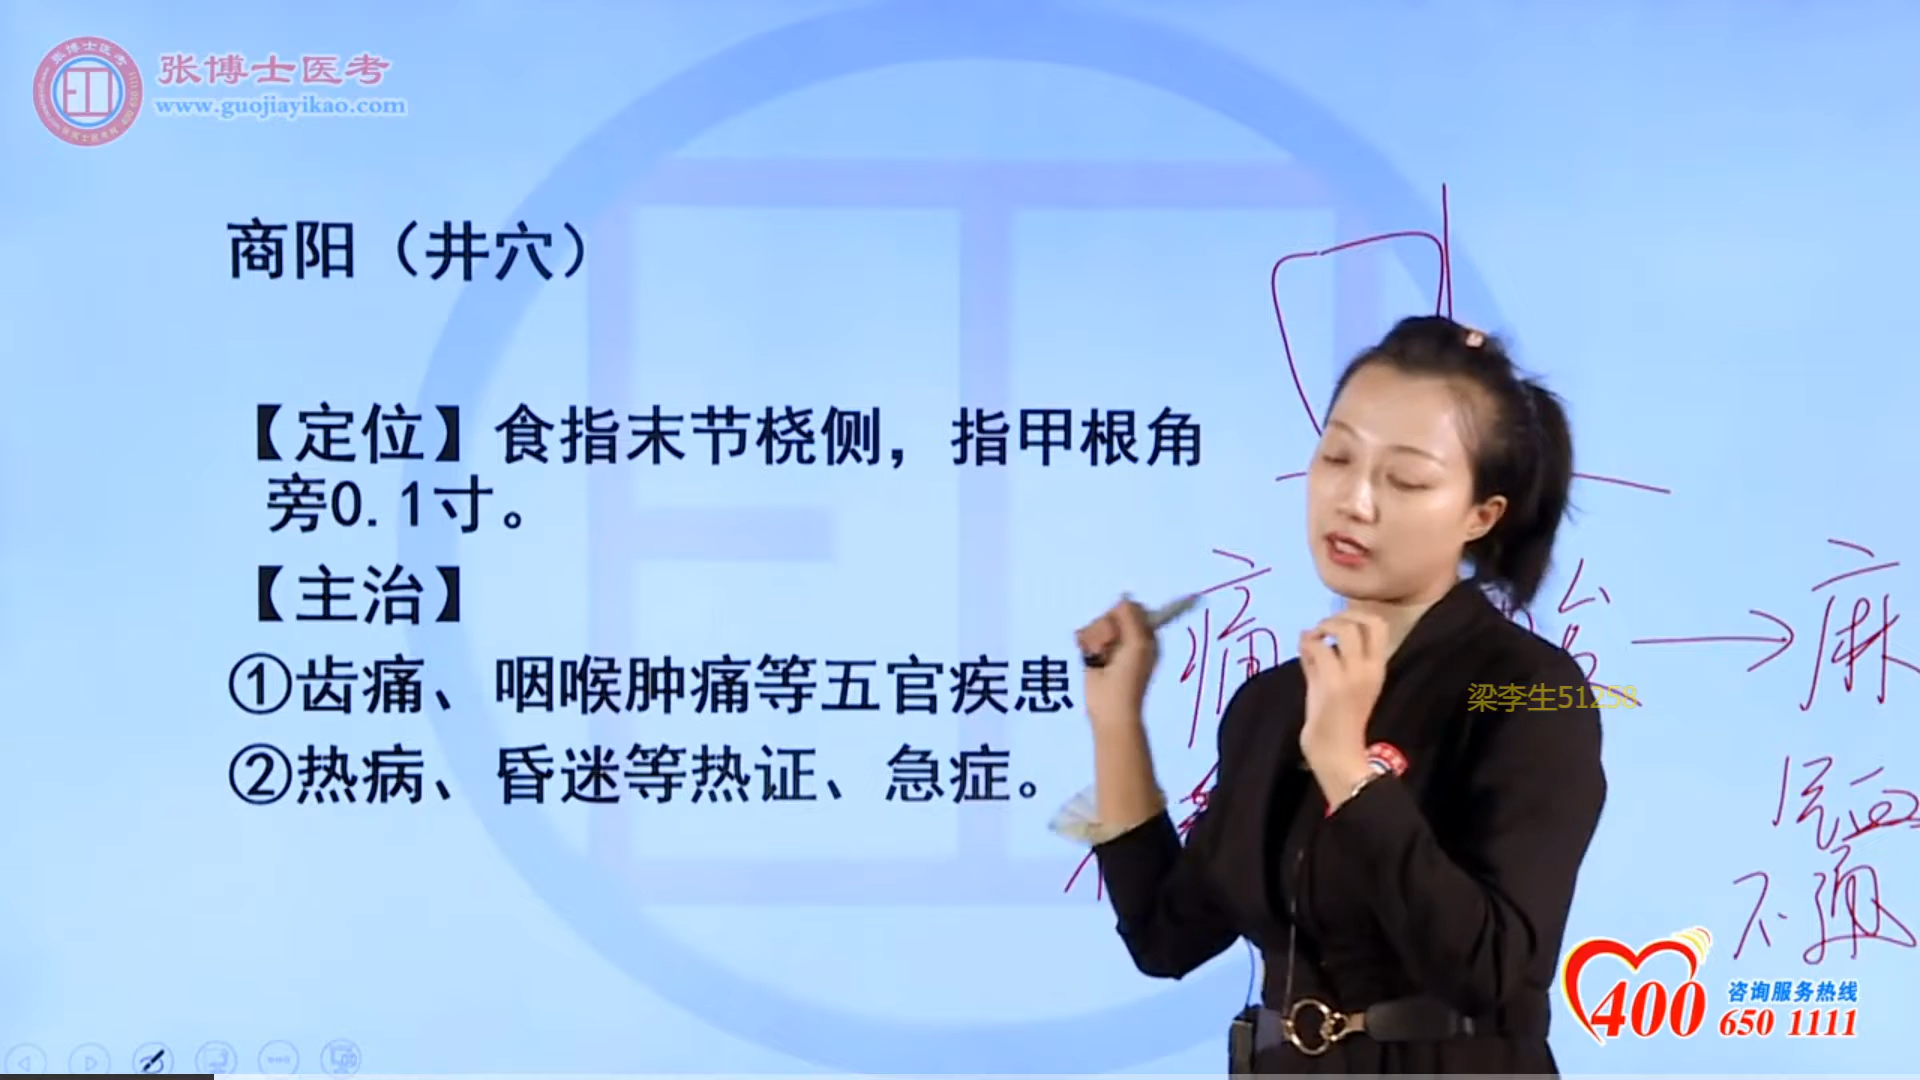 张博士医考
www.guojiayikao.com
商阳（井穴）
【定位】食指末节桡侧，指甲根角
旁0.1寸。
【主治】
①齿痛、咽喉肿痛等五官疾患
②热病、昏迷等热证、急症。
痛
→麻
气血
不通
梁李生51258
400 咨询服务热线
650 1111